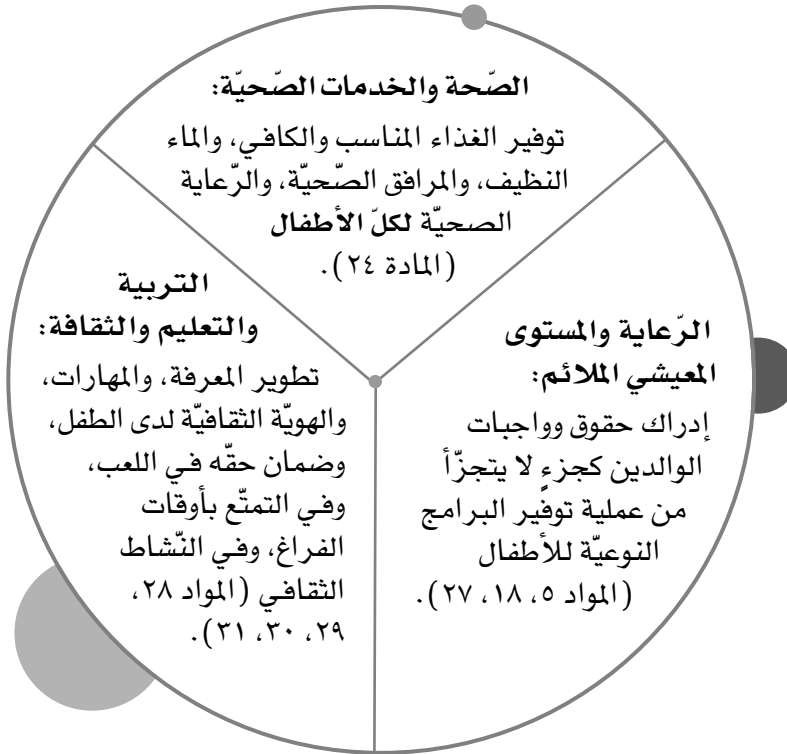 الصّحة والخدمات الصّحيّة:
توفير الغذاء المناسب والكافي، والماء
النظيف، والمرافق الصّحيّة، والرّعاية
الصحيّة لكلّ الأطفال
(المادة ٢٤).
الرّعاية والمستوى
المعيشي الملائم:
إدراك حقوق وواجبات
الوالدين كجزءٍ لا يتجزّأ
من عملية توفير البرامج
النوعيّة للأطفال
(المواد ٥، ١٨، ٢٧).
التربية
والتعليم والثقافة:
تطوير المعرفة، والمهارات،
والهويّة الثقافيّة لدى الطفل،
وضمان حقّه في اللعب،
وفي التمتّع بأوقات
الفراغ، وفي النّشاط
الثقافي (المواد ٢٨،
٢٩، ٣٠، ٣١).